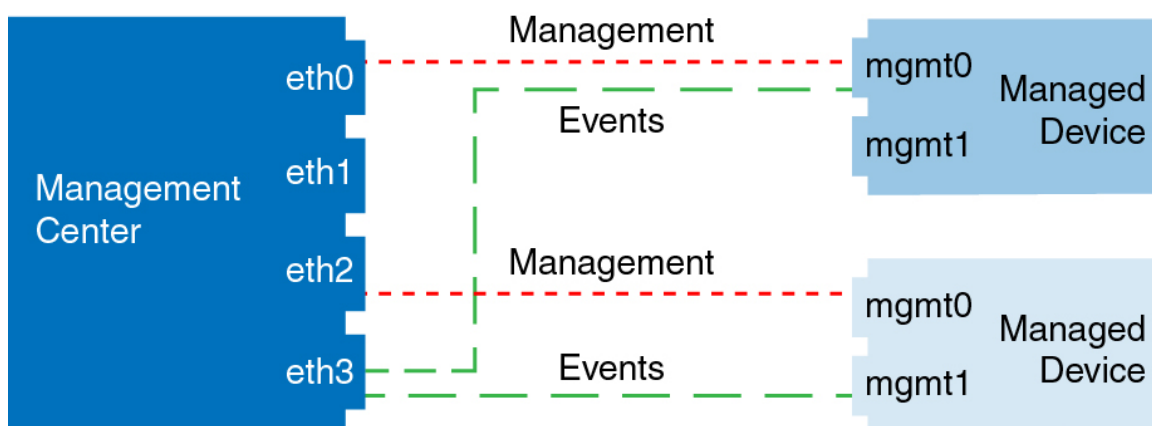 Management
Center
eth0
eth1
eth2
eth3
Management
Events
Management
Events
mgmt0
mgmt1
Managed
Device
mgmt0
mgmt1
Managed
Device